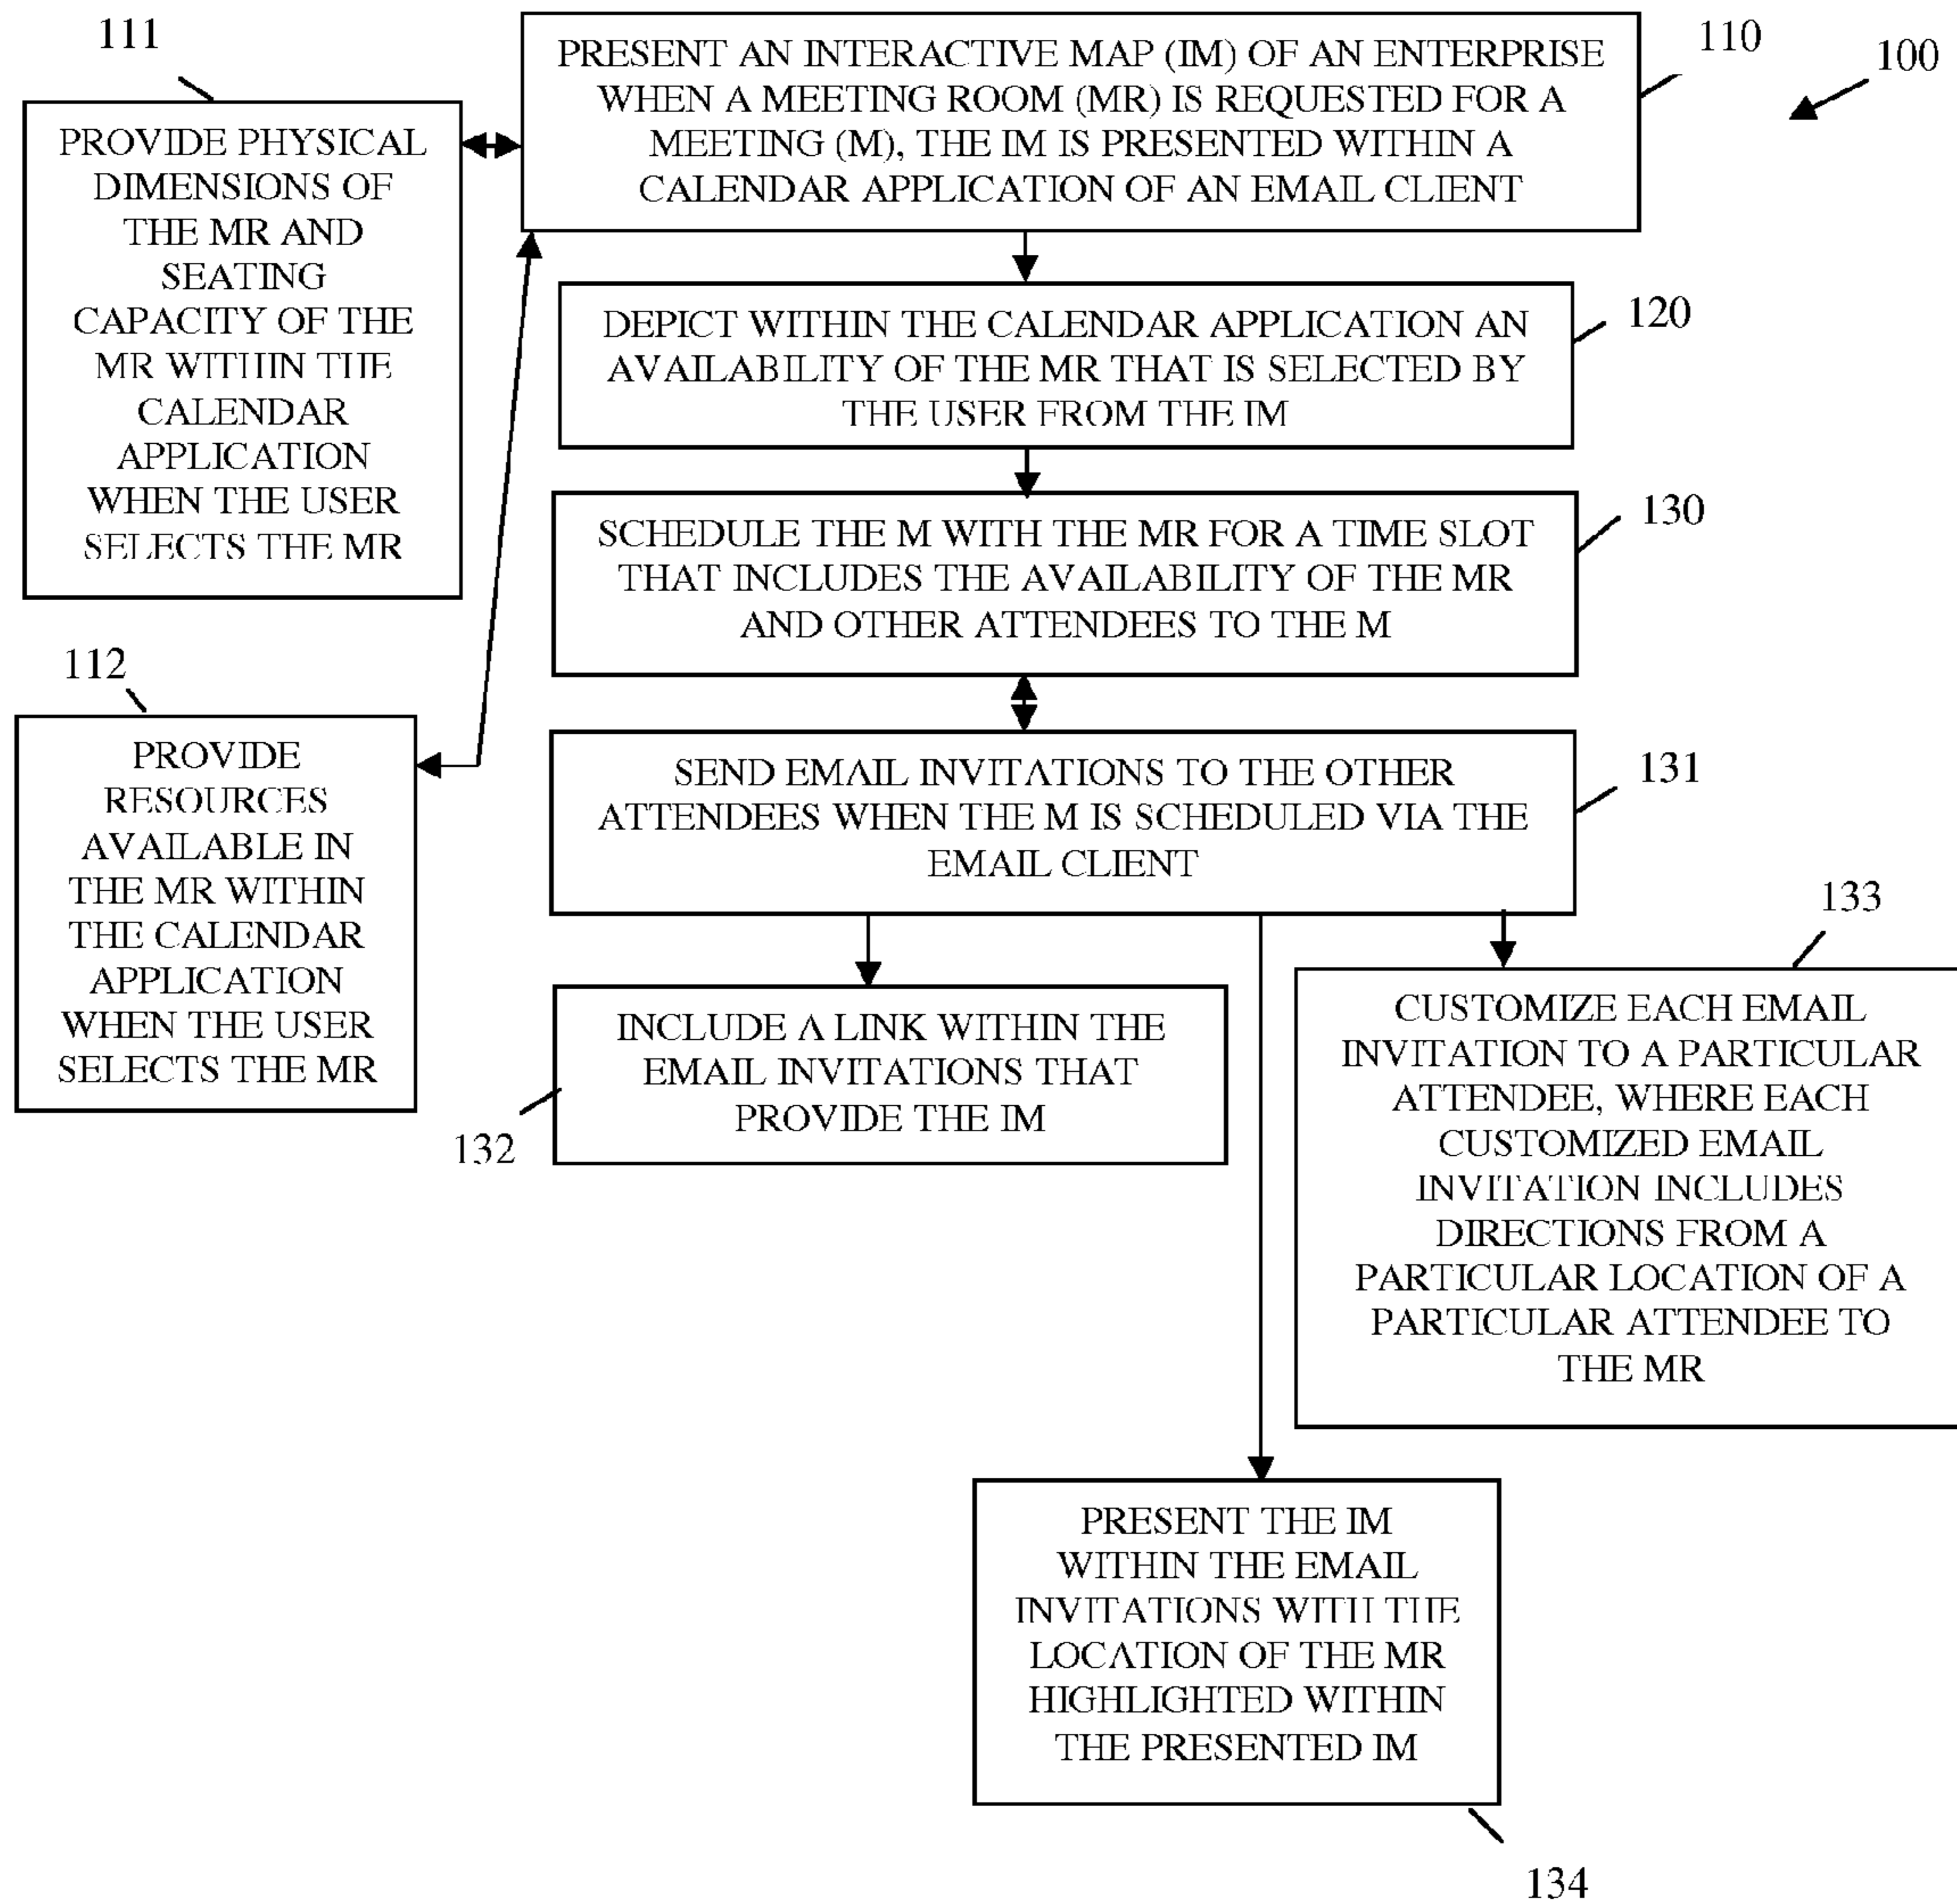 111
PROVIDE PHYSICAL
DIMENSIONS OF
THE MR AND
SEATING
CAPACITY OF THE
MR WITHIN THE
CALENDAR
APPLICATION
WHEN THE USER
SELECTS THE MR
PRESENT AN INTERACTIVE MAP (IM) OF AN ENTERPRISE
WHEN A MEETING ROOM (MR) IS REQUESTED FOR A
MEETING (M), THE IM IS PRESENTED WITHIN A
CALENDAR APPLICATION OF AN EMAIL CLIENT
110
100
DEPICT WITHIN THE CALENDAR APPLICATION AN
AVAILABILITY OF THE MR THAT IS SELECTED BY
THE USER FROM THE IM
120
SCHEDULE THE M WITH THE MR FOR A TIME SLOT
THAT INCLUDES THE AVAILABILITY OF THE MR
AND OTHER ATTENDEES TO THE M
130
112
PROVIDE
RESOURCES
AVAILABLE IN
THE MR WITHIN
THE CALENDAR
APPLICATION
WHEN THE USER
SELECTS THE MR
SEND EMAIL INVITATIONS TO THE OTHER
ATTENDEES WHEN THE M IS SCHEDULED VIA THE
EMAIL CLIENT
131
INCLUDE A LINK WITHIN THE
EMAIL INVITATIONS THAT
PROVIDE THE IM
132
133
CUSTOMIZE EACH EMAIL
INVITATION TO A PARTICULAR
ATTENDEE, WHERE EACH
CUSTOMIZED EMAIL
INVITATION INCLUDES
DIRECTIONS FROM A
PARTICULAR LOCATION OF A
PARTICULAR ATTENDEE TO
THE MR
PRESENT THE IM
WITHIN THE EMAIL
INVITATIONS WITH THE
LOCATION OF THE MR
HIGHLIGHTED WITHIN
THE PRESENTED IM
134